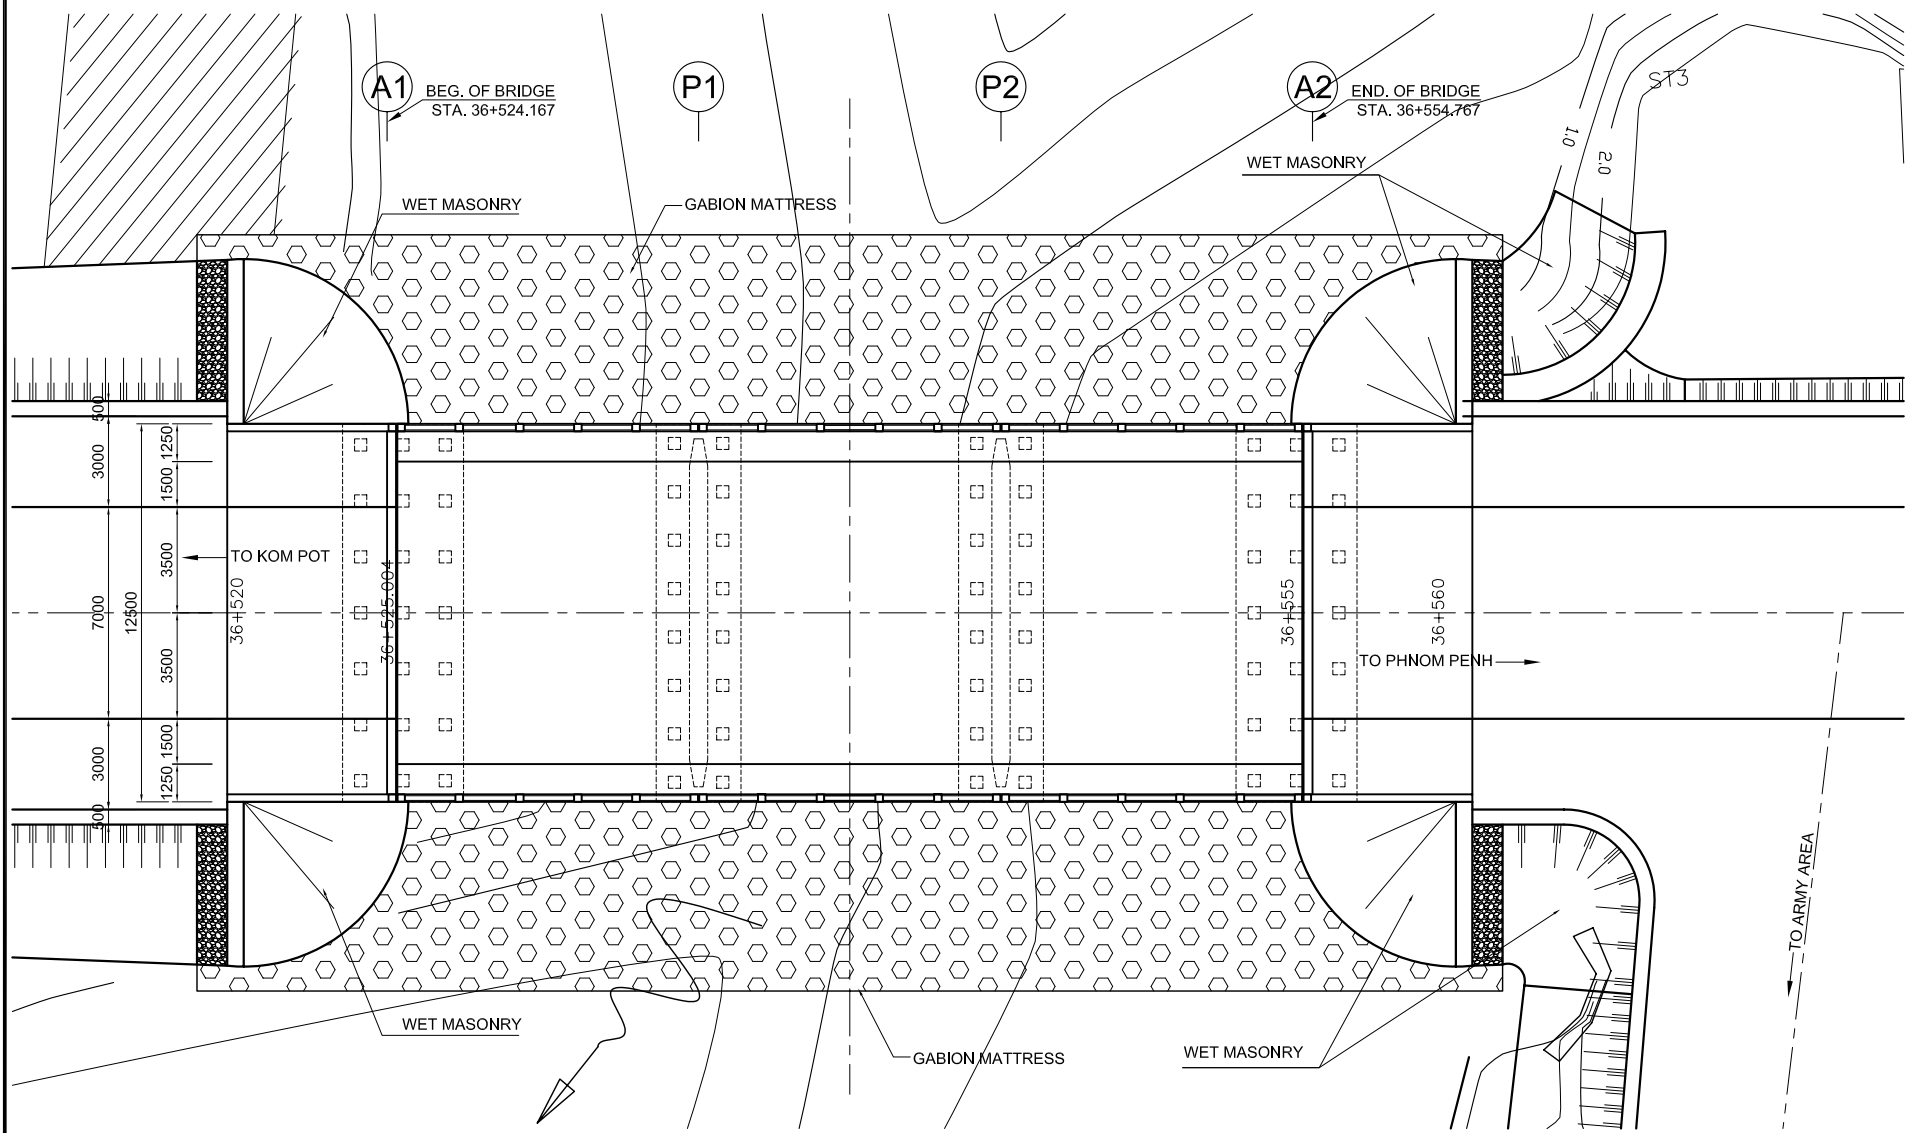 A1
P1
P2
A2
BEG. OF BRIDGE
STA. 36+524.167
END. OF BRIDGE
STA. 36+554.767
ST3
1.0
2.0
WET MASONRY
WET MASONRY
GABION MATTRESS
500
3000
7000
3000
500
12500
1250
1500
3500
3500
1500
1250
TO KOM POT
36+520
36+525.004
36+555
36+560
TO PHNOM PENH
TO ARMY AREA
WET MASONRY
GABION MATTRESS
WET MASONRY